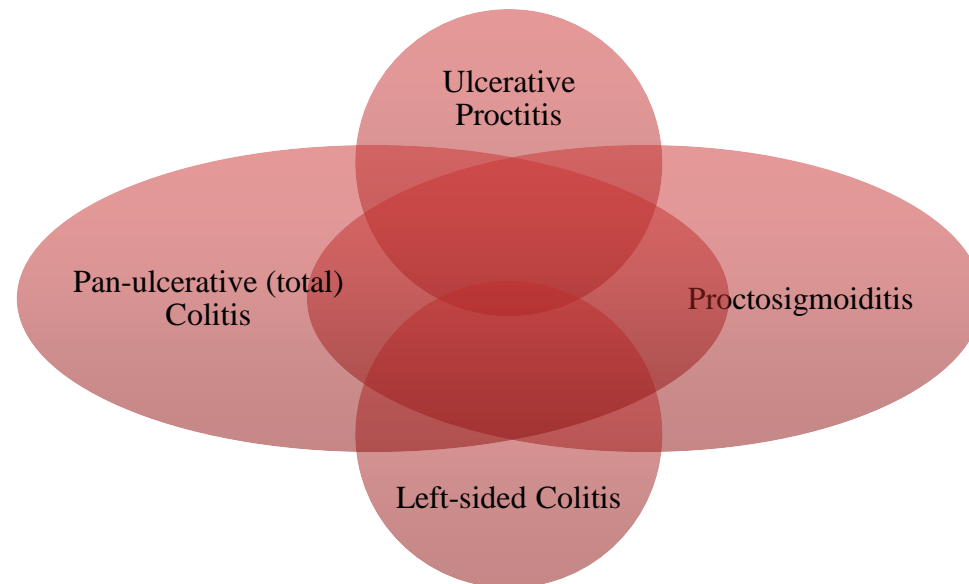 Ulcerative
Proctitis
Pan-ulcerative (total)
Colitis
Proctosigmoiditis
Left-sided Colitis